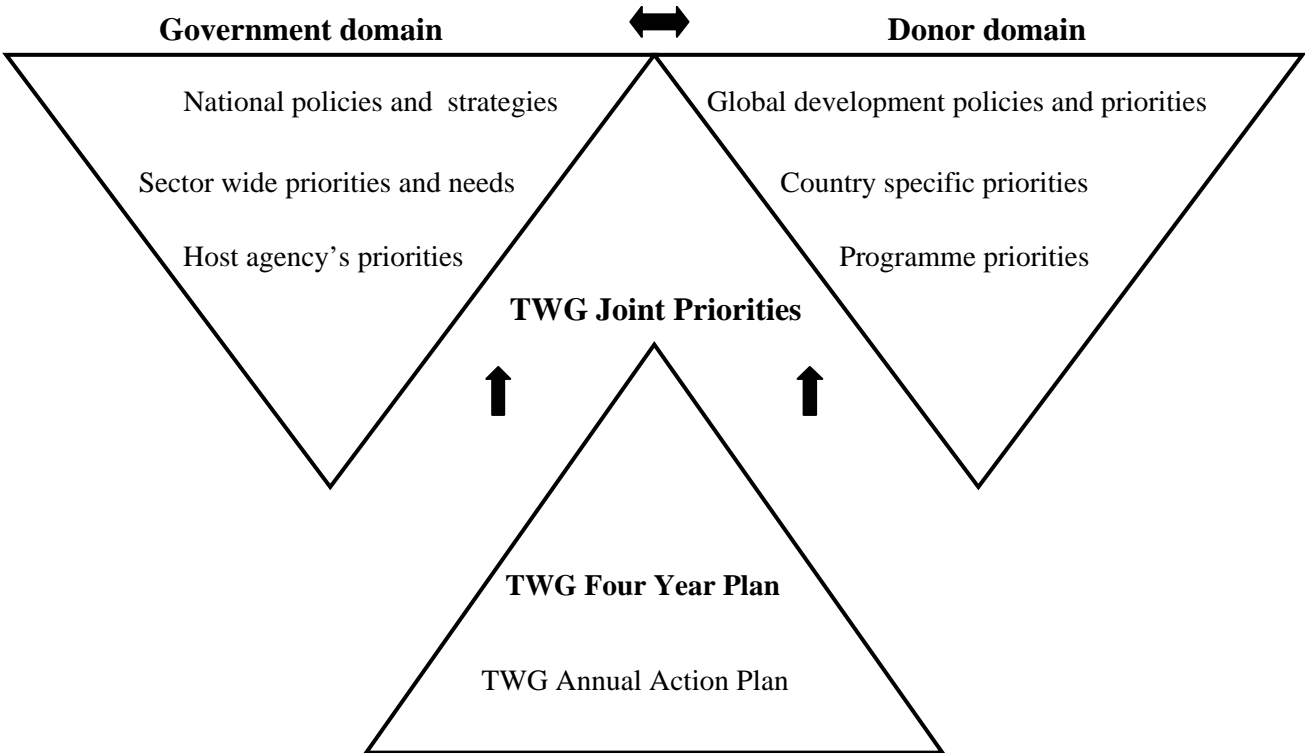 Government domain
Donor domain
National policies and strategies
Global development policies and priorities
Sector wide priorities and needs
Country specific priorities
Host agency’s priorities
Programme priorities
TWG Joint Priorities
TWG Four Year Plan
TWG Annual Action Plan